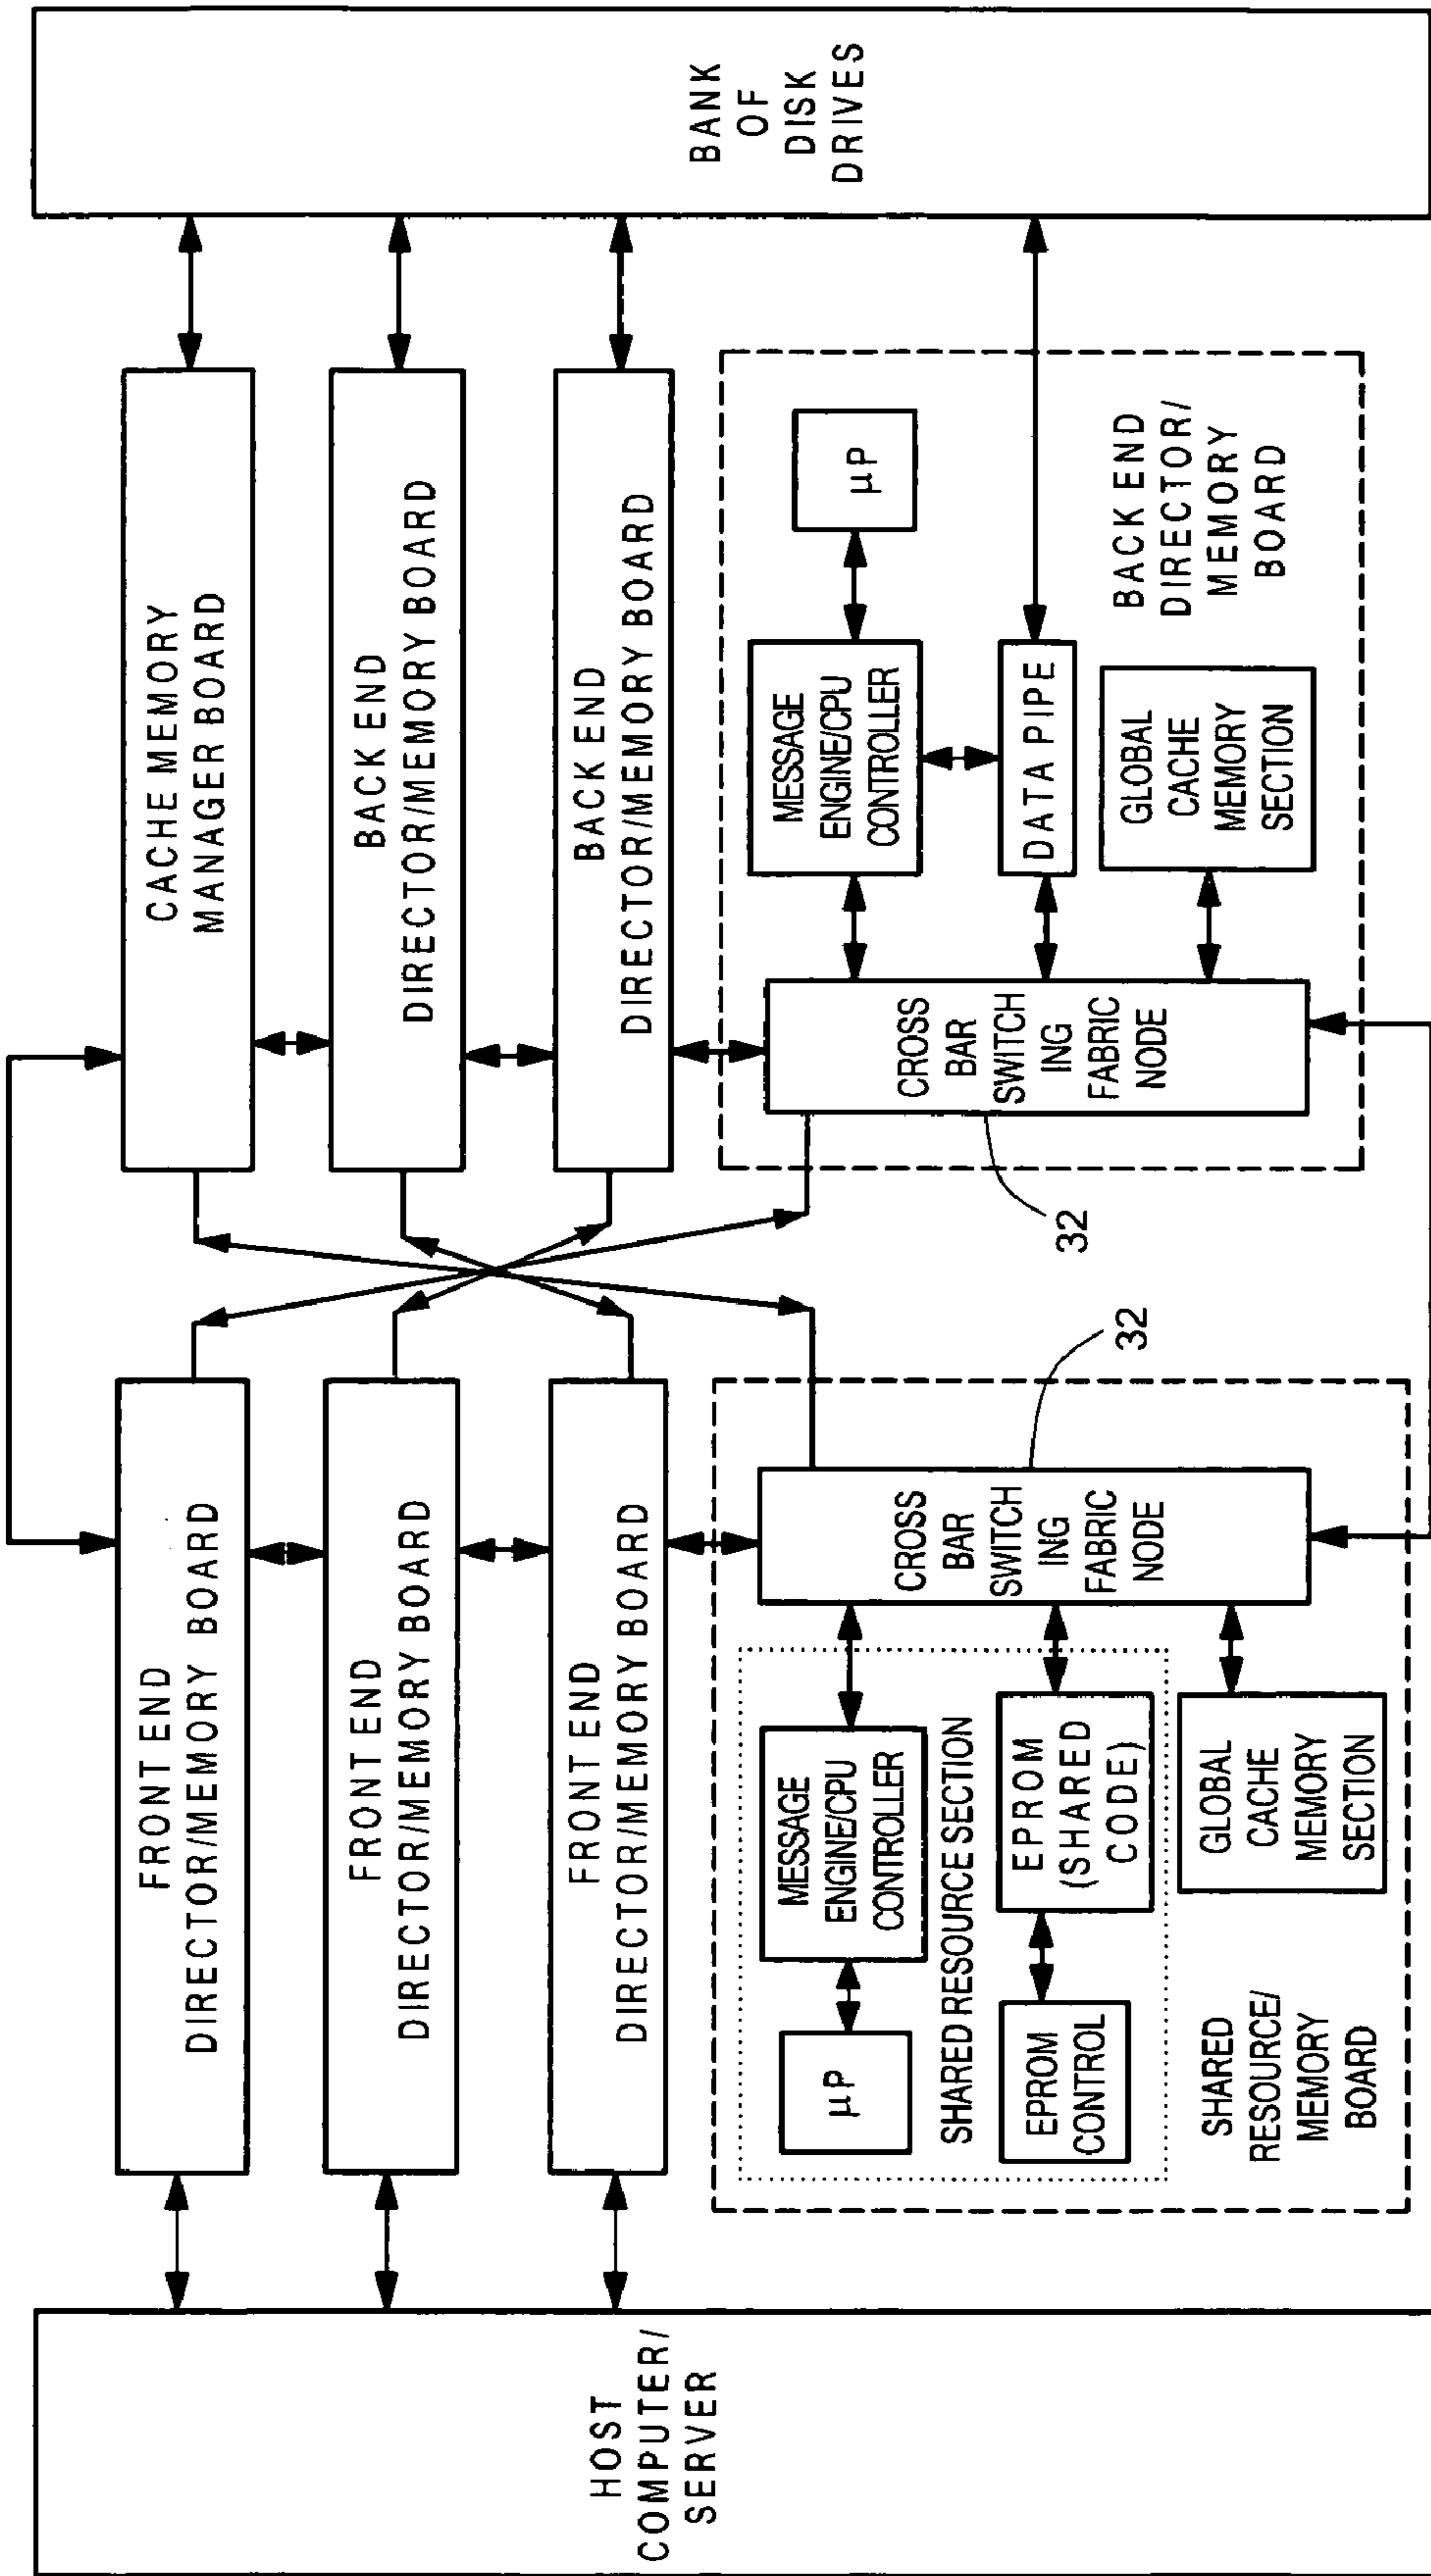 HOST
COMPUTER/
SERVER
FRONT END
DIRECTOR/MEMORY BOARD
FRONT END
DIRECTOR/MEMORY BOARD
FRONT END
DIRECTOR/MEMORY BOARD
CACHE MEMORY
MANAGER BOARD
BACK END
DIRECTOR/MEMORY BOARD
BACK END
DIRECTOR/MEMORY BOARD
BANK
OF
DISK
DRIVES
µP
MESSAGE
ENGINE/CPU
CONTROLLER
SHARED RESOURCE SECTION
EPROM
CONTROL
EPROM
(SHARED
CODE)
GLOBAL
CACHE
MEMORY
SECTION
SHARED
RESOURCE/
MEMORY
BOARD
CROSS
BAR
SWITCH
ING
FABRIC
NODE
32
32
CROSS
BAR
SWITCH
ING
FABRIC
NODE
MESSAGE
ENGINE/CPU
CONTROLLER
µP
DATA PIPE
GLOBAL
CACHE
MEMORY
SECTION
BACK END
DIRECTOR/
MEMORY
BOARD